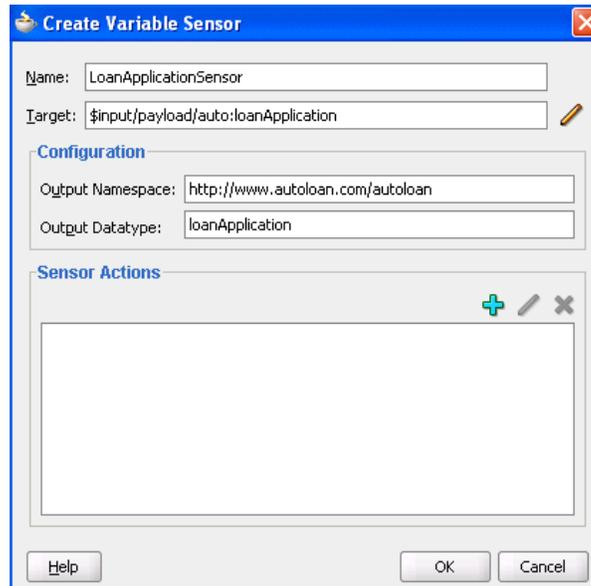 Create Variable Sensor
Name: LoanApplicationSensor
Target: $input/payload/auto:loanApplication
Configuration
Output Namespace: http://www.autoloan.com/autoloan
Output Datatype: loanApplication
Sensor Actions
Help OK Cancel